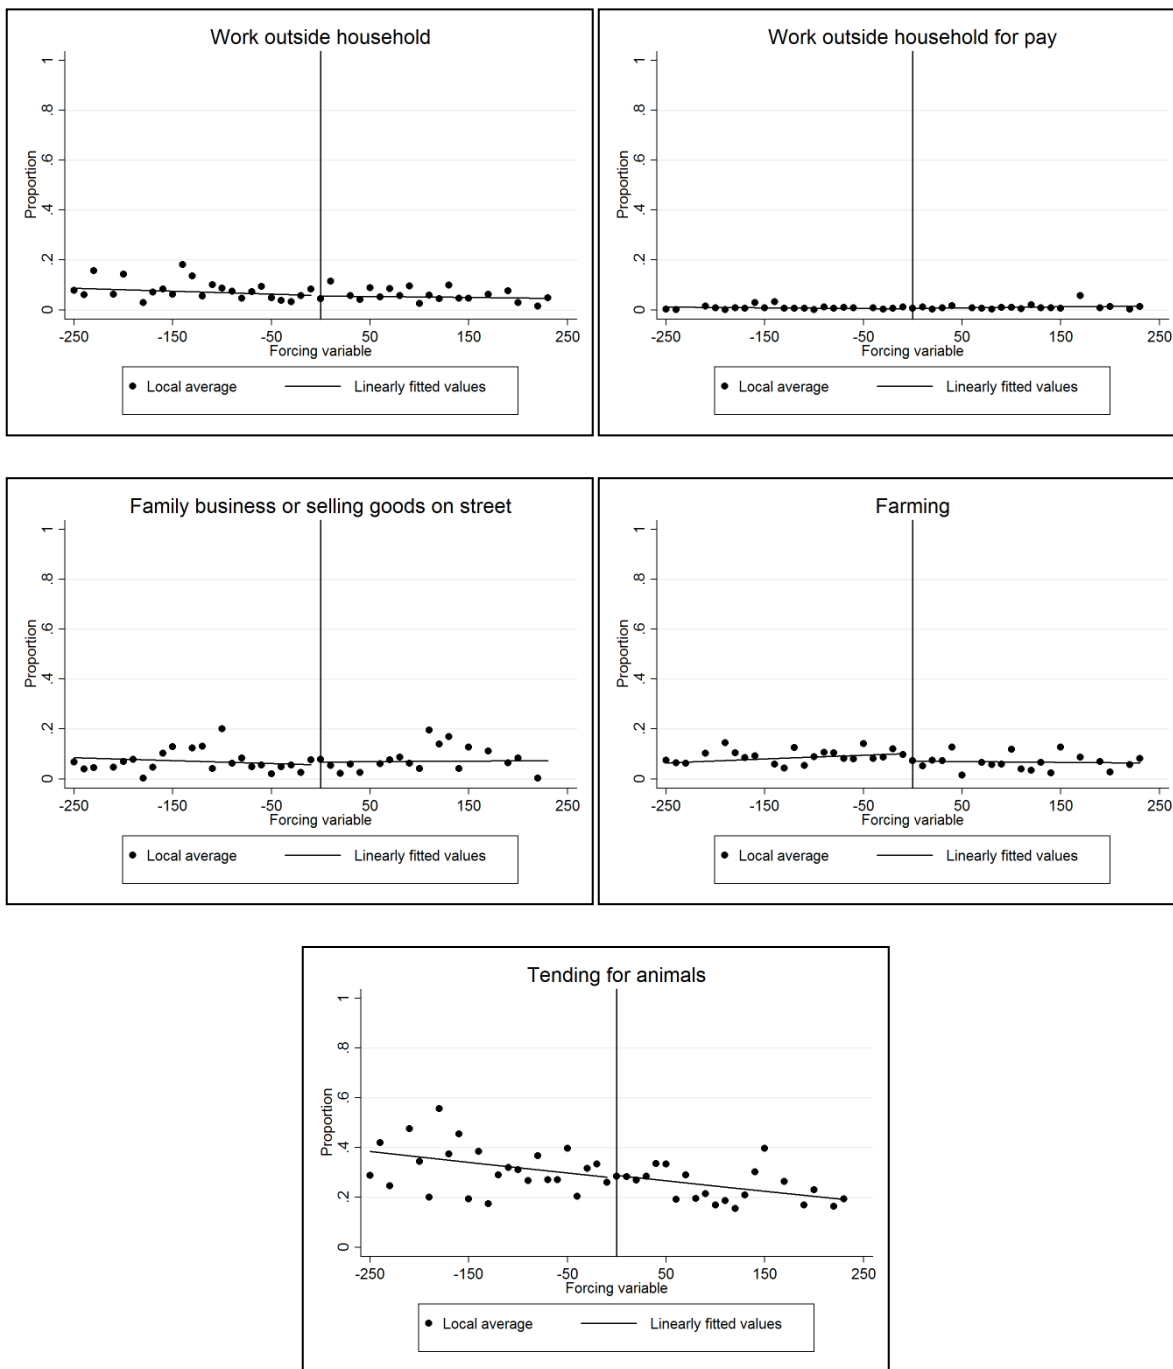 Work outside household
Proportion
1
.8
.6
.4
.2
0
-250 -150 -50 50 150 250
Forcing variable
Local average Linearly fitted values
Work outside household for pay
Proportion
1
.8
.6
.4
.2
0
-250 -150 -50 50 150 250
Forcing variable
Local average Linearly fitted values
Family business or selling goods on street
Proportion
1
.8
.6
.4
.2
0
-250 -150 -50 50 150 250
Forcing variable
Local average Linearly fitted values
Farming
Proportion
1
.8
.6
.4
.2
0
-250 -150 -50 50 150 250
Forcing variable
Local average Linearly fitted values
Tending for animals
Proportion
1
.8
.6
.4
.2
0
-250 -150 -50 50 150 250
Forcing variable
Local average Linearly fitted values